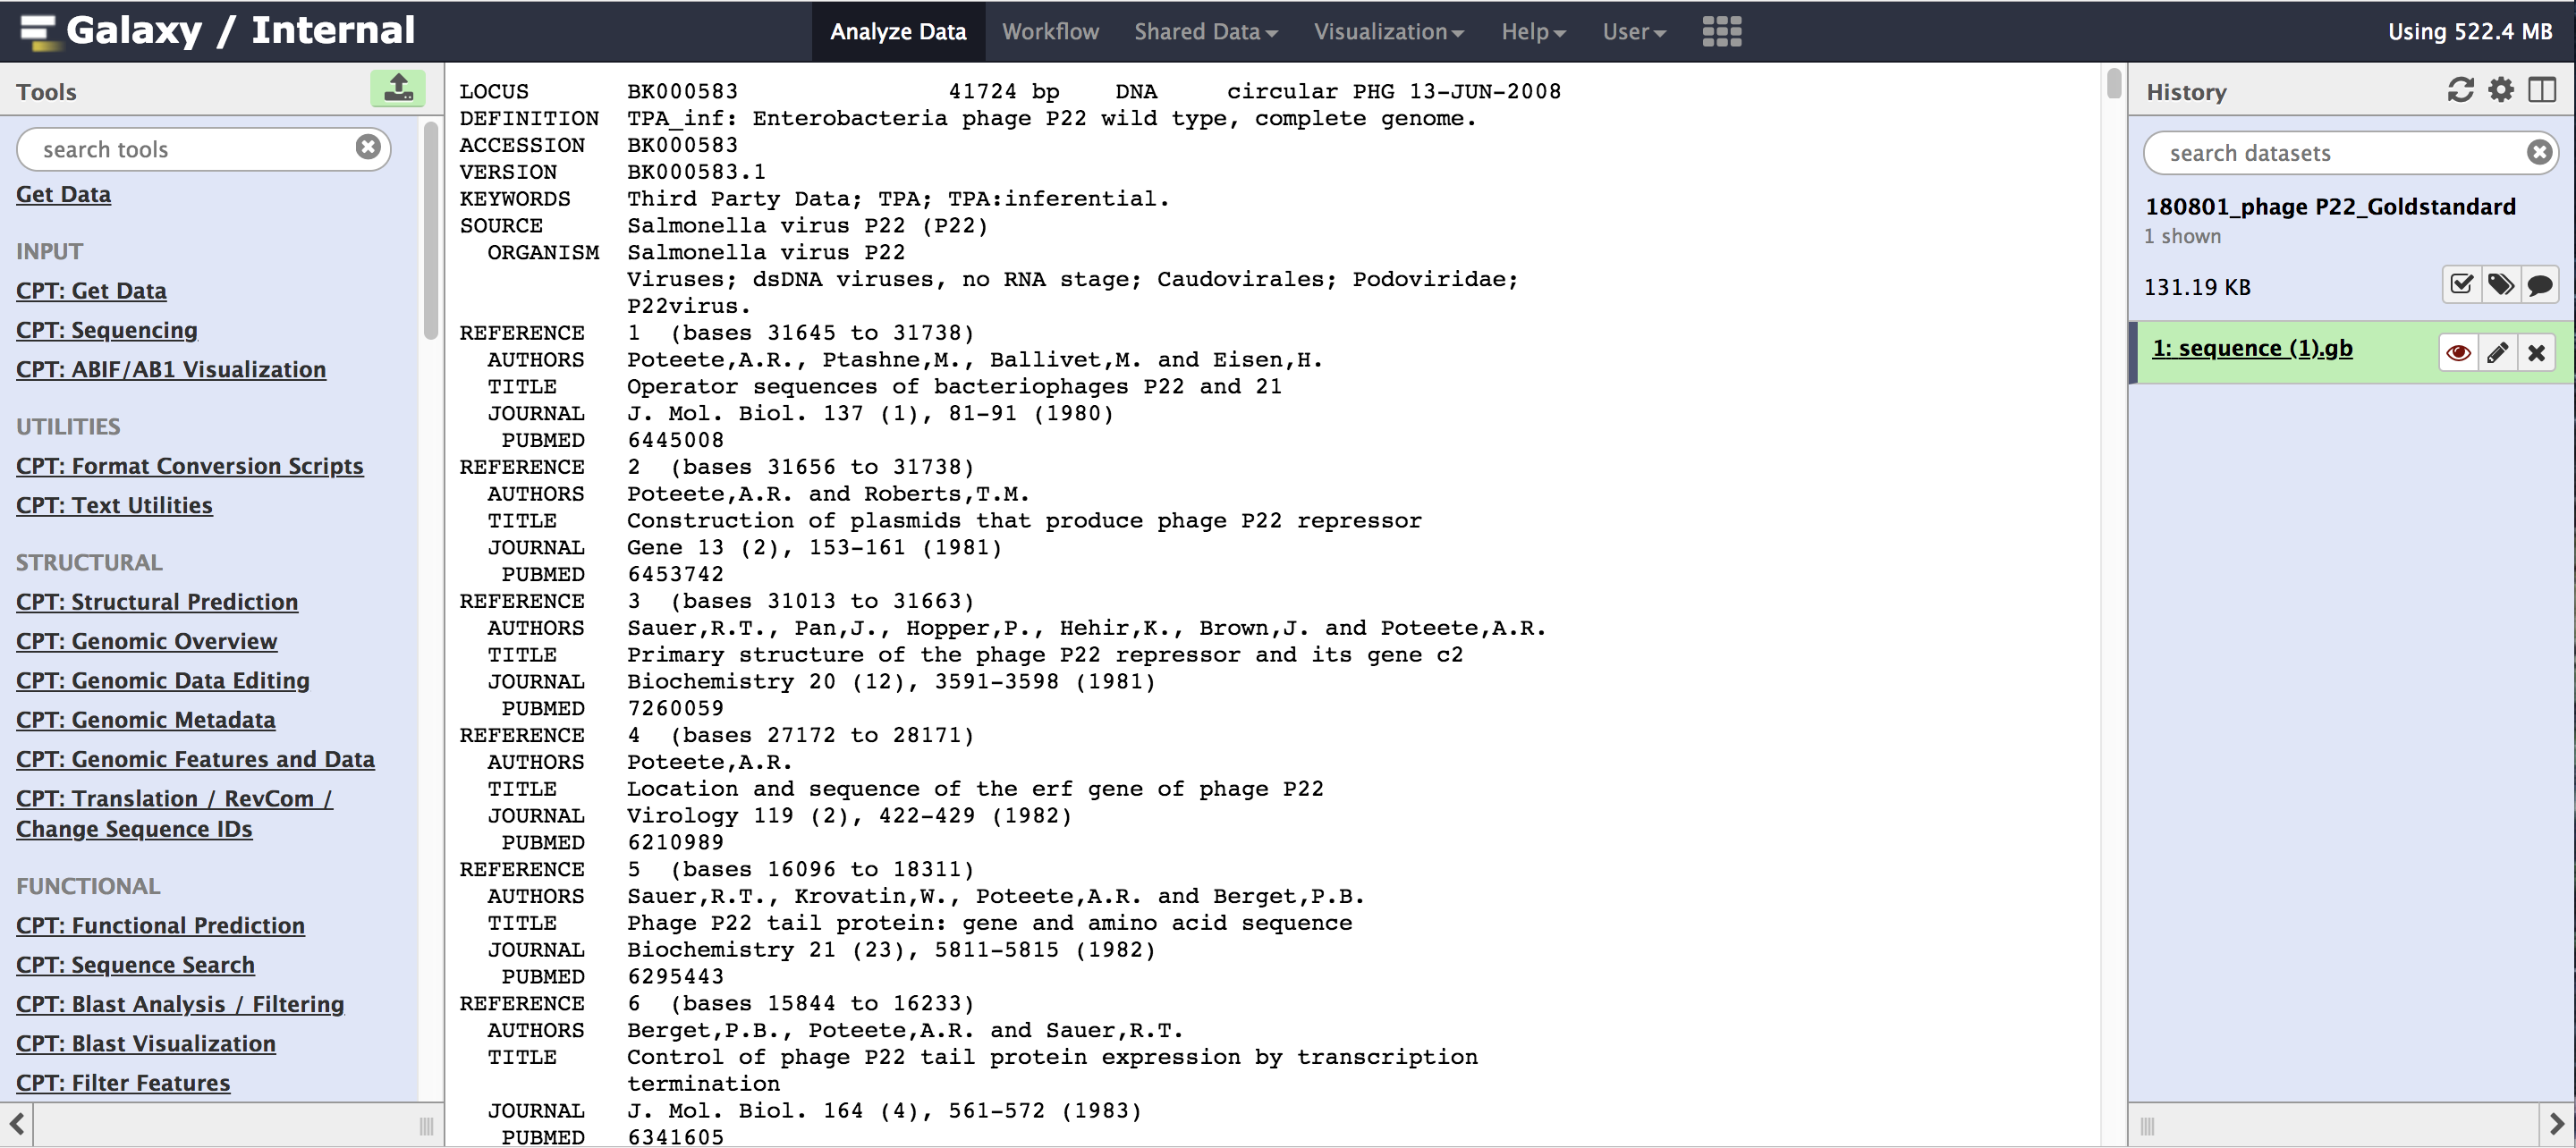 Galaxy / Internal
Analyze Data Workflow Shared Data Visualization Help User
Using 522.4 MB
Tools
search tools
Get Data
INPUT
CPT: Get Data
CPT: Sequencing
CPT: ABIF/AB1 Visualization
UTILITIES
CPT: Format Conversion Scripts
CPT: Text Utilities
STRUCTURAL
CPT: Structural Prediction
CPT: Genomic Overview
CPT: Genomic Data Editing
CPT: Genomic Metadata
CPT: Genomic Features and Data
CPT: Translation / RevCom /
Change Sequence IDs
FUNCTIONAL
CPT: Functional Prediction
CPT: Sequence Search
CPT: Blast Analysis / Filtering
CPT: Blast Visualization
CPT: Filter Features
LOCUS       BK000583               41724 bp    DNA     circular PHG 13-JUN-2008
DEFINITION  TPA_inf: Enterobacteria phage P22 wild type, complete genome.
ACCESSION   BK000583
VERSION     BK000583.1
KEYWORDS    Third Party Data; TPA; TPA:inferential.
SOURCE      Salmonella virus P22 (P22)
  ORGANISM  Salmonella virus P22
            Viruses; dsDNA viruses, no RNA stage; Caudovirales; Podoviridae;
            P22virus.
REFERENCE   1  (bases 31645 to 31738)
  AUTHORS   Poteete,A.R., Ptashne,M., Ballivet,M. and Eisen,H.
  TITLE     Operator sequences of bacteriophages P22 and 21
  JOURNAL   J. Mol. Biol. 137 (1), 81-91 (1980)
   PUBMED   6445008
REFERENCE   2  (bases 31656 to 31738)
  AUTHORS   Poteete,A.R. and Roberts,T.M.
  TITLE     Construction of plasmids that produce phage P22 repressor
  JOURNAL   Gene 13 (2), 153-161 (1981)
   PUBMED   6453742
REFERENCE   3  (bases 31013 to 31663)
  AUTHORS   Sauer,R.T., Pan,J., Hopper,P., Hehir,K., Brown,J. and Poteete,A.R.
  TITLE     Primary structure of the phage P22 repressor and its gene c2
  JOURNAL   Biochemistry 20 (12), 3591-3598 (1981)
   PUBMED   7260059
REFERENCE   4  (bases 27172 to 28171)
  AUTHORS   Poteete,A.R.
  TITLE     Location and sequence of the erf gene of phage P22
  JOURNAL   Virology 119 (2), 422-429 (1982)
   PUBMED   6210989
REFERENCE   5  (bases 16096 to 18311)
  AUTHORS   Sauer,R.T., Krovatin,W., Poteete,A.R. and Berget,P.B.
  TITLE     Phage P22 tail protein: gene and amino acid sequence
  JOURNAL   Biochemistry 21 (23), 5811-5815 (1982)
   PUBMED   6295443
REFERENCE   6  (bases 15844 to 16233)
  AUTHORS   Berget,P.B., Poteete,A.R. and Sauer,R.T.
  TITLE     Control of phage P22 tail protein expression by transcription
            termination
  JOURNAL   J. Mol. Biol. 164 (4), 561-572 (1983)
   PUBMED   6341605
History
search datasets
180801_phage P22_Goldstandard
1 shown
131.19 KB
1: sequence (1).gb